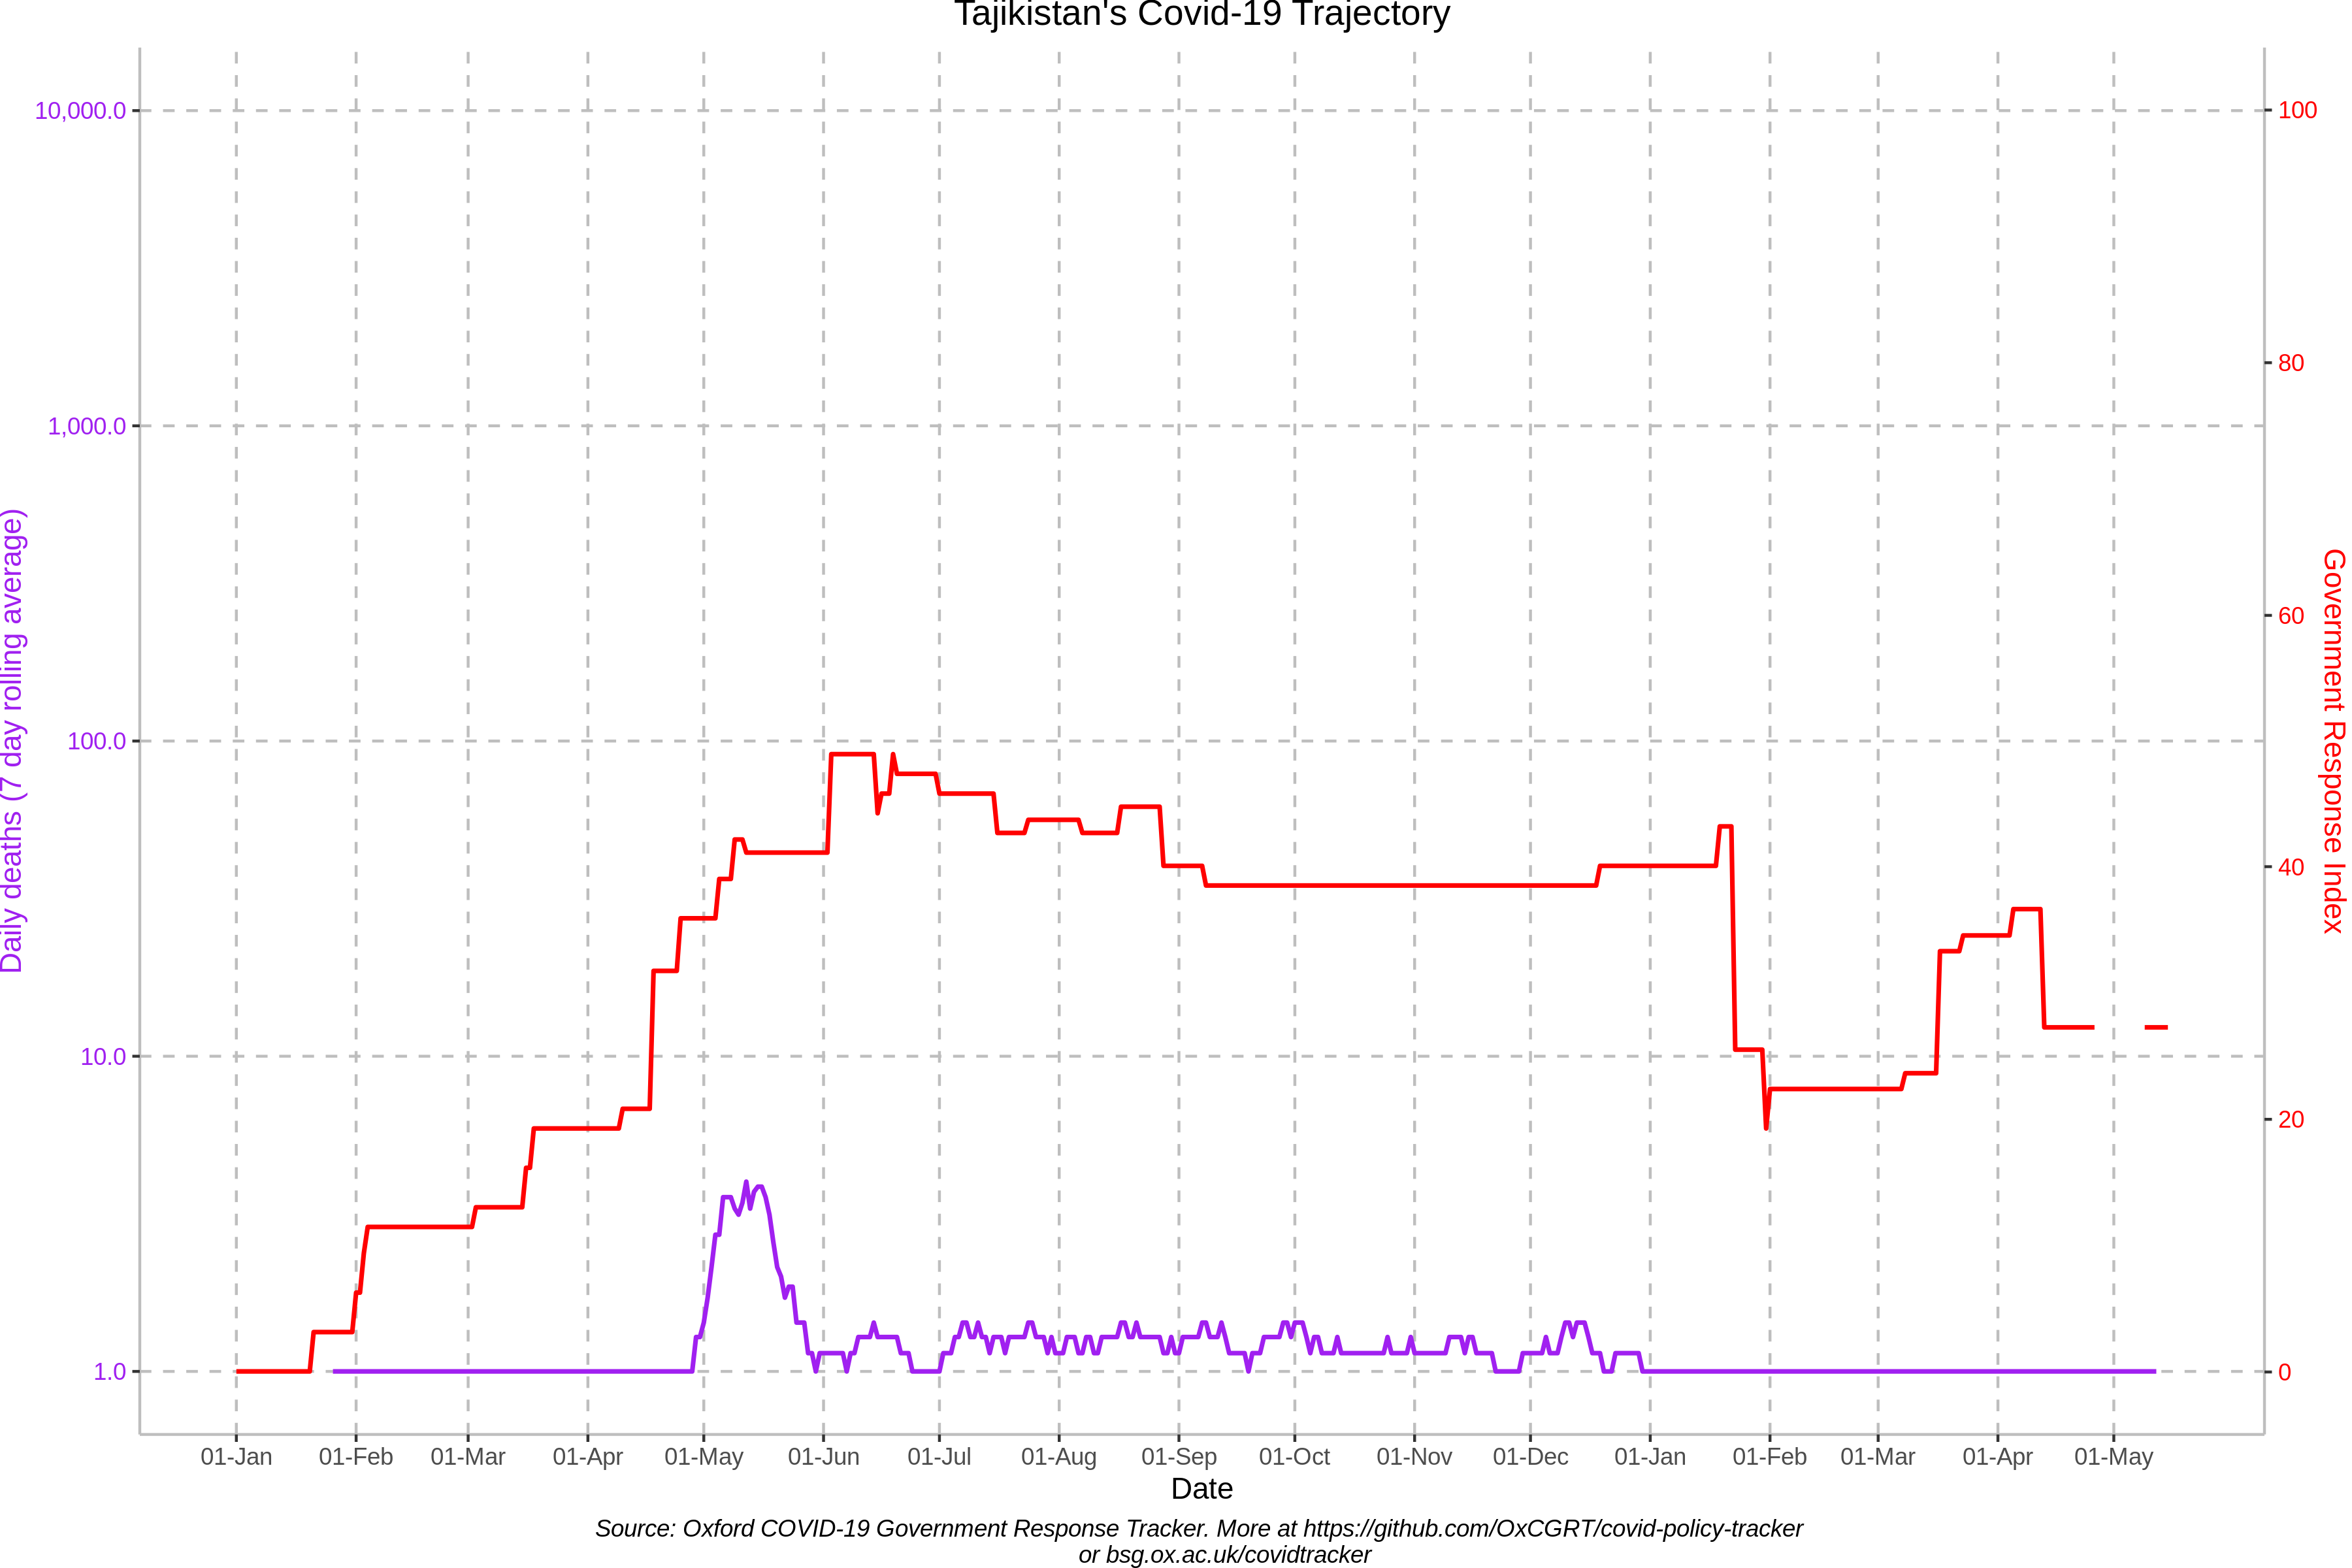 Tajikistan's Covid-19 Trajectory
10,000.0
1,000.0
100.0
10.0
1.0
Daily deaths (7 day rolling average)
100
80
60
40
20
0
Government Response Index
01-Jan 01-Feb 01-Mar 01-Apr 01-May 01-Jun 01-Jul 01-Aug 01-Sep 01-Oct 01-Nov 01-Dec 01-Jan 01-Feb 01-Mar 01-Apr 01-May
Date
Source: Oxford COVID-19 Government Response Tracker. More at https://github.com/OxCGRT/covid-policy-tracker
or bsg.ox.ac.uk/covidtracker